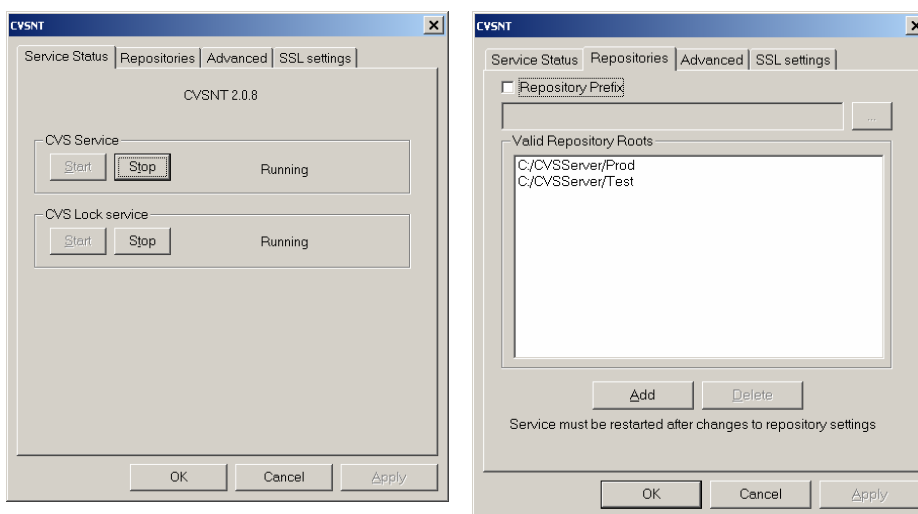 CVSNT
Service Status Repositories Advanced SSL settings
CVSNT 2.0.8
CVS Service
Start Stop Running
CVS Lock service
Start Stop Running
OK Cancel Apply
CVSNT
Service Status Repositories Advanced SSL settings
Repository Prefix
...
Valid Repository Roots
C:/CVSServer/Prod
C:/CVSServer/Test
Add Delete
Service must be restarted after changes to repository settings
OK Cancel Apply